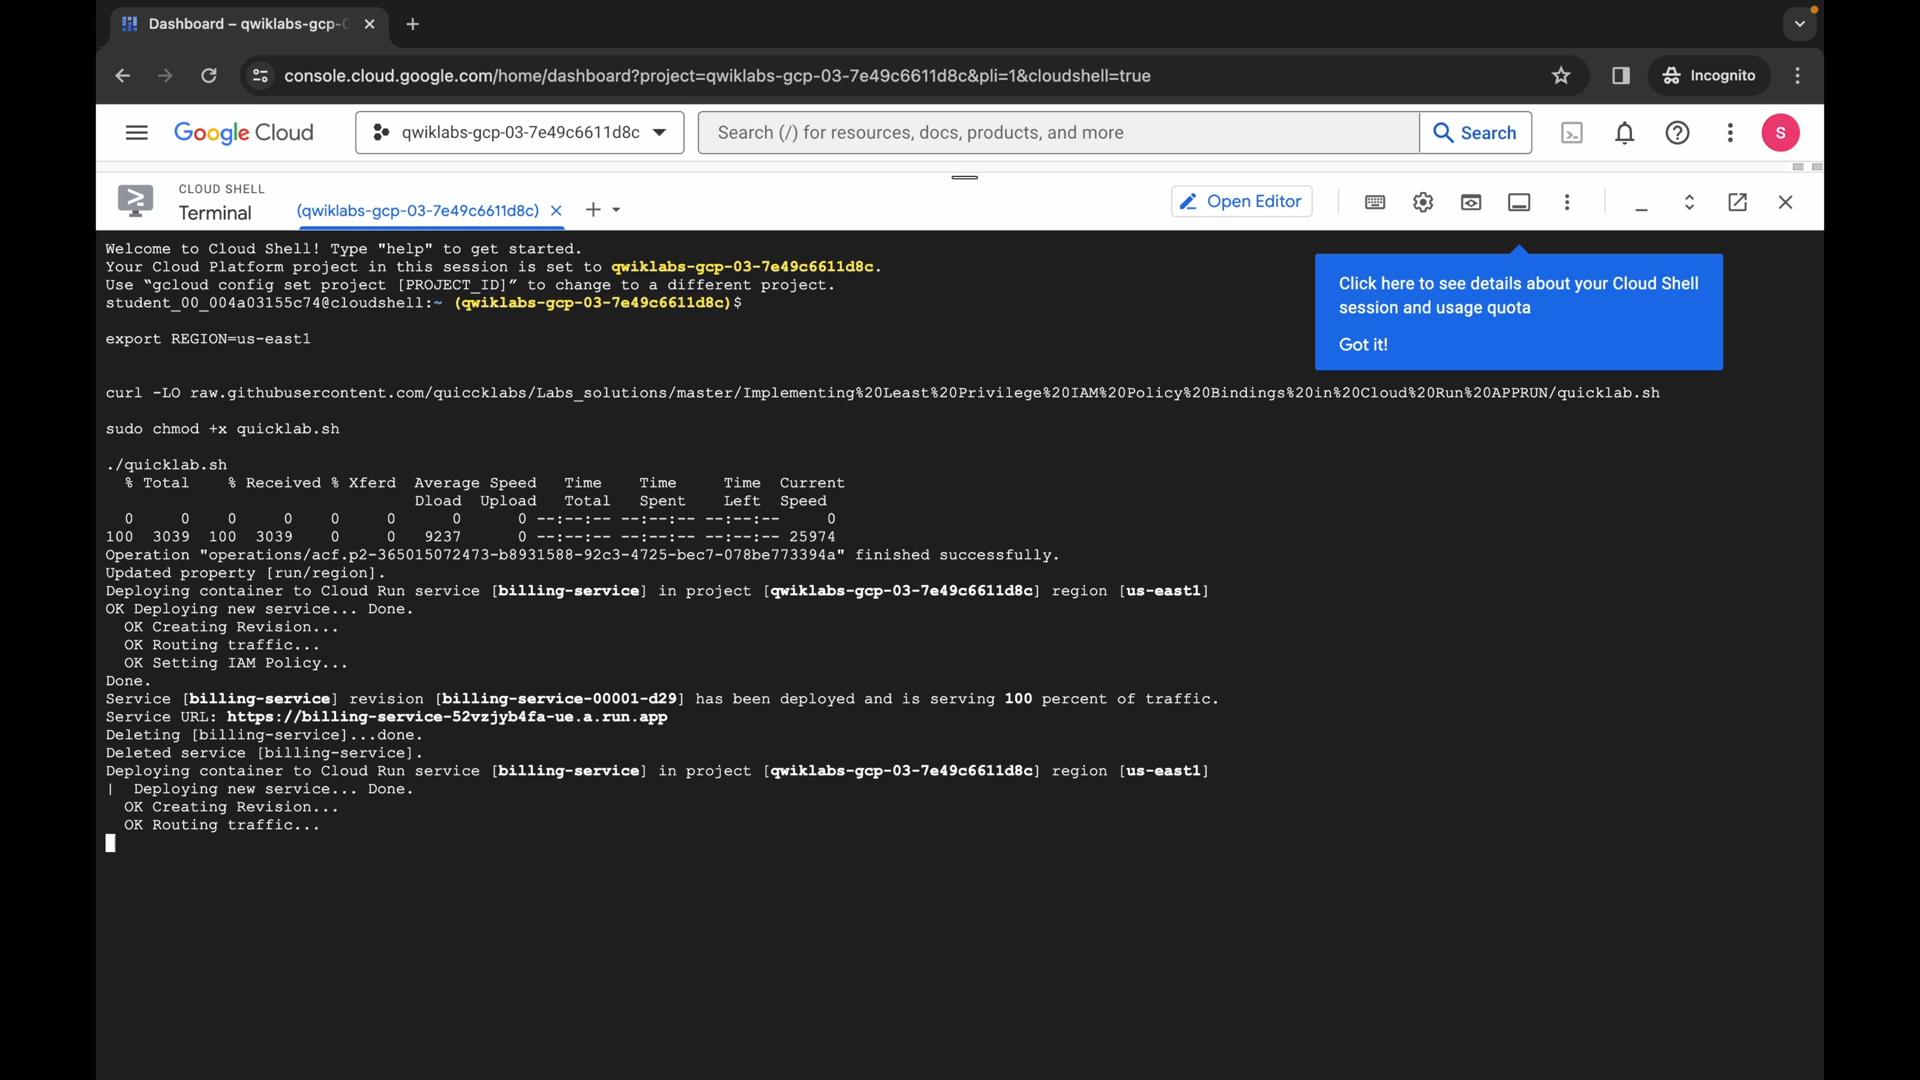 Dashboard – qwiklabs-gcp-0
console.cloud.google.com/home/dashboard?project=qwiklabs-gcp-03-7e49c6611d8c&pli=1&cloudshell=true
Incognito
Google Cloud
qwiklabs-gcp-03-7e49c6611d8c
Search (/) for resources, docs, products, and more
Search
S
CLOUD SHELL
Terminal
(qwiklabs-gcp-03-7e49c6611d8c)
Open Editor
Welcome to Cloud Shell! Type "help" to get started.
Your Cloud Platform project in this session is set to qwiklabs-gcp-03-7e49c6611d8c.
Use “gcloud config set project [PROJECT_ID]” to change to a different project.
student_00_004a03155c74@cloudshell:~ (qwiklabs-gcp-03-7e49c6611d8c)$
Click here to see details about your Cloud Shell
session and usage quota
Got it!
export REGION=us-east1
curl -LO raw.githubusercontent.com/quiccklabs/Labs_solutions/master/Implementing%20Least%20Privilege%20IAM%20Policy%20Bindings%20in%20Cloud%20Run%20APPRUN/quicklab.sh
sudo chmod +x quicklab.sh
./quicklab.sh
% Total % Received % Xferd Average Speed Time Time Time Current
Dload Upload Total Spent Left Speed
0 0 0 0 0 0 0 0 --:--:-- --:--:-- --:--:-- 0
100 3039 100 3039 0 0 9237 0 --:--:-- --:--:-- --:--:-- 25974
Operation "operations/acf.p2-365015072473-b8931588-92c3-4725-bec7-078be773394a" finished successfully.
Updated property [run/region].
Deploying container to Cloud Run service [billing-service] in project [qwiklabs-gcp-03-7e49c6611d8c] region [us-east1]
OK Deploying new service... Done.
OK Creating Revision...
OK Routing traffic...
OK Setting IAM Policy...
Done.
Service [billing-service] revision [billing-service-00001-d29] has been deployed and is serving 100 percent of traffic.
Service URL: https://billing-service-52vzjyb4fa-ue.a.run.app
Deleting [billing-service]...done.
Deleted service [billing-service].
Deploying container to Cloud Run service [billing-service] in project [qwiklabs-gcp-03-7e49c6611d8c] region [us-east1]
| Deploying new service... Done.
OK Creating Revision...
OK Routing traffic...